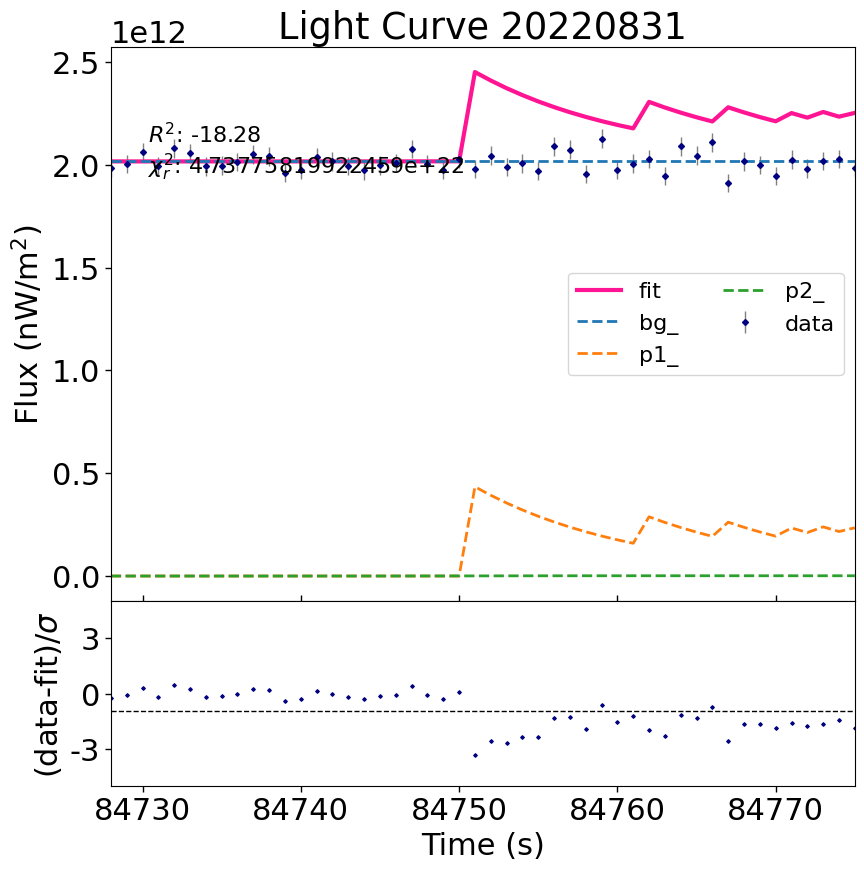 Light Curve 20220831
1e12
2.5
2.0
1.5
1.0
0.5
0.0
Flux (nW/m²)
R²: -18.28
χᵣ²: 4.73775819922459e+22
fit
bg_
p1_
p2_
data
3
0
-3
(data-fit)/σ
84730 84740 84750 84760 84770
Time (s)